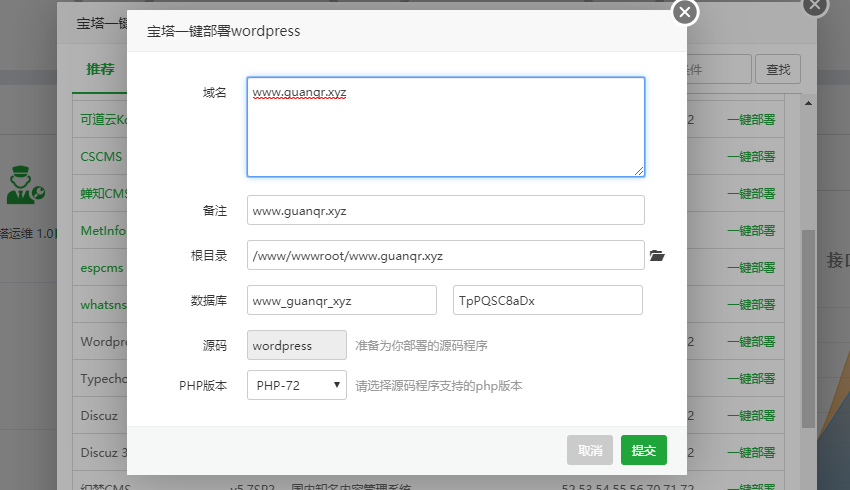 宝塔一键
宝塔一键部署wordpress
推荐
件
查找
域名
www.guanqr.xyz
可道云Ko
2
一键部署
CSCMS
一键部署
蝉知CMS
一键部署
备注
www.guanqr.xyz
MetInfo
一键部署
塔运维 1.0
根目录
/www/wwwroot/www.guanqr.xyz
接口
espcms
一键部署
数据库
www_guanqr_xyz
TpPQSC8aDx
whatsns
一键部署
源码
wordpress
准备为你部署的源码程序
Wordpre
2
一键部署
PHP版本
PHP-72
请选择源码程序支持的php版本
Typecho
一键部署
Discuz
一键部署
取消
提交
Discuz 3
2
一键部署
织梦CMS
v5.7SP2
国内知名内容管理系统
52,53,54,55,56,70,71,72
一键部署